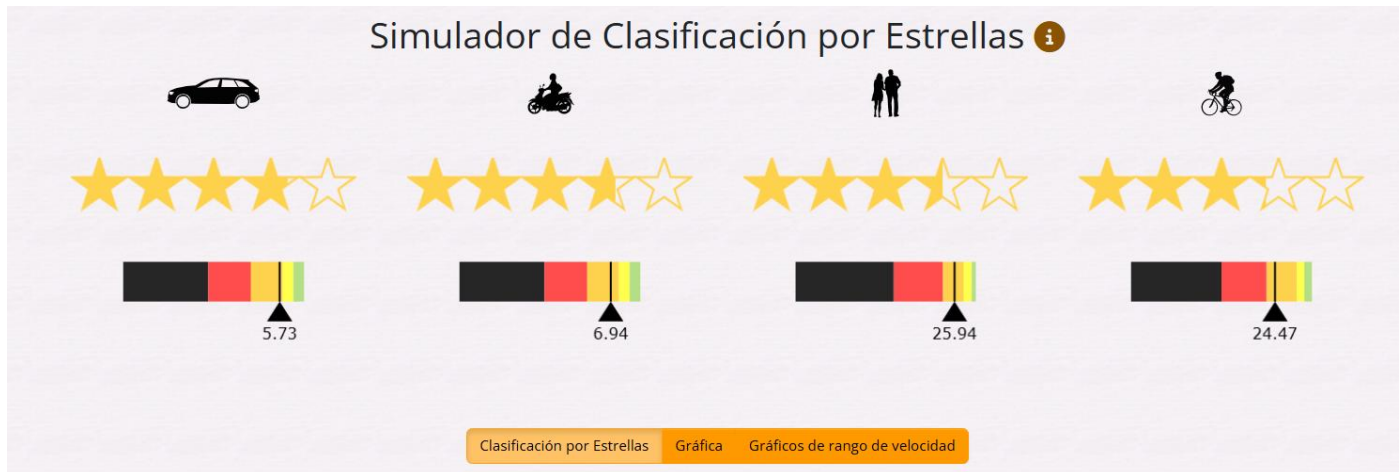 Simulador de Clasificación por Estrellas
5.73
6.94
25.94
24.47
Clasificación por Estrellas
Gráfica
Gráficos de rango de velocidad